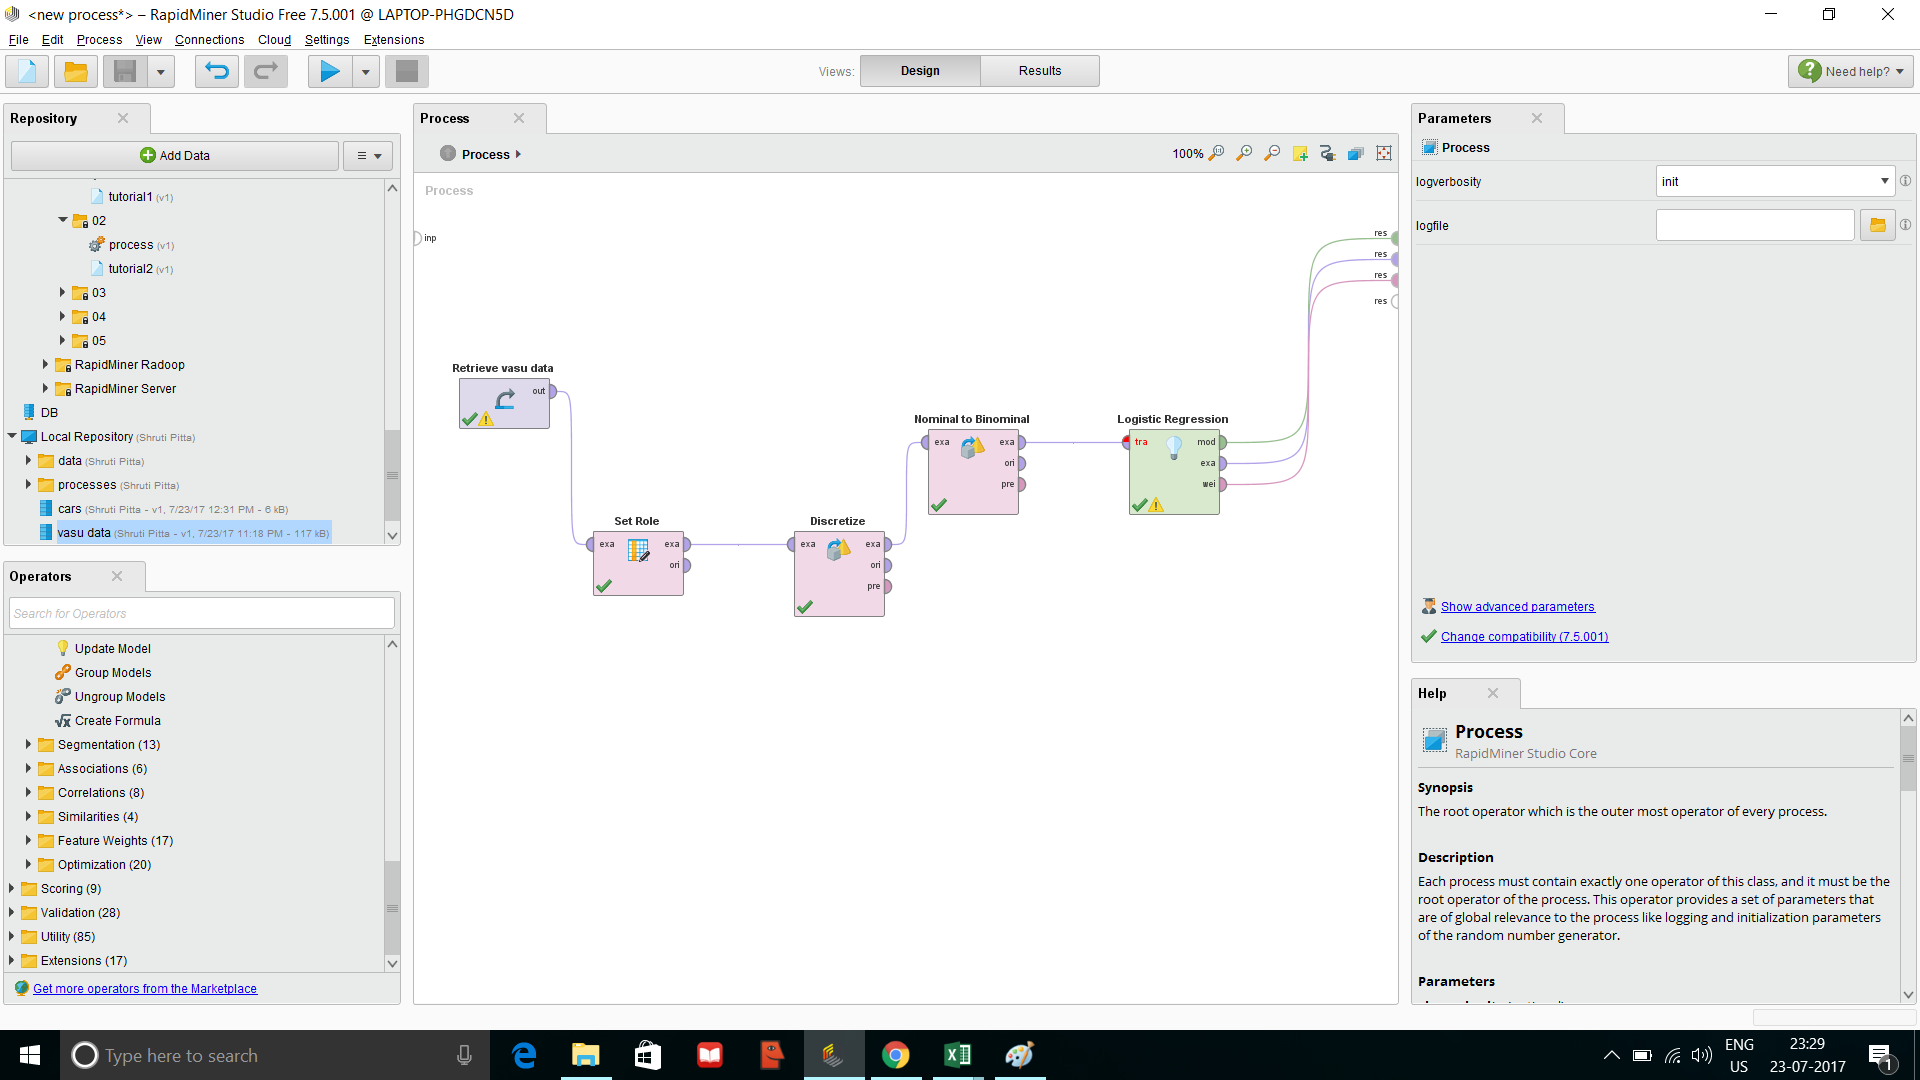 <new process*> – RapidMiner Studio Free 7.5.001 @ LAPTOP-PHGDCN5D
File Edit Process View Connections Cloud Settings Extensions
Views: Design Results
Need help?
Repository
Add Data
tutorial1 (v1)
02
process (v1)
tutorial2 (v1)
03
04
05
RapidMiner Radoop
RapidMiner Server
DB
Local Repository (Shruti Pitta)
data (Shruti Pitta)
processes (Shruti Pitta)
cars (Shruti Pitta - v1, 7/23/17 12:31 PM - 6 kB)
vasu data (Shruti Pitta - v1, 7/23/17 11:18 PM - 117 kB)
Operators
Search for Operators
Update Model
Group Models
Ungroup Models
Create Formula
Segmentation (13)
Associations (6)
Correlations (8)
Similarities (4)
Feature Weights (17)
Optimization (20)
Scoring (9)
Validation (28)
Utility (85)
Extensions (17)
Get more operators from the Marketplace
Process
Process
100%
Process
inp
res
res
res
res
Retrieve vasu data
out
Set Role
exa exa
ori
Discretize
exa exa
ori
pre
Nominal to Binominal
exa exa
ori
pre
Logistic Regression
tra mod
exa
wei
Parameters
Process
logverbosity init
logfile
Show advanced parameters
Change compatibility (7.5.001)
Help
Process
RapidMiner Studio Core
Synopsis
The root operator which is the outer most operator of every process.
Description
Each process must contain exactly one operator of this class, and it must be the
root operator of the process. This operator provides a set of parameters that
are of global relevance to the process like logging and initialization parameters
of the random number generator.
Parameters
Type here to search
ENG
US
23:29
23-07-2017
1